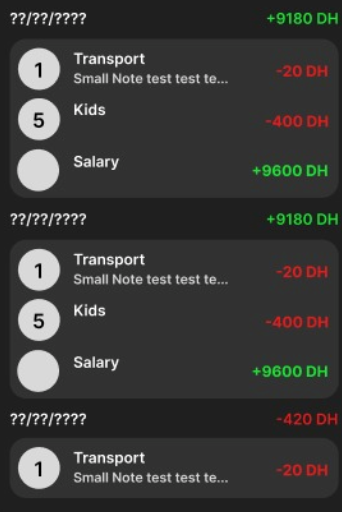 ??/??/???? +9180 DH
1 Transport -20 DH
Small Note test test te...
5 Kids -400 DH
Salary +9600 DH
??/??/???? +9180 DH
1 Transport -20 DH
Small Note test test te...
5 Kids -400 DH
Salary +9600 DH
??/??/???? -420 DH
1 Transport -20 DH
Small Note test test te...